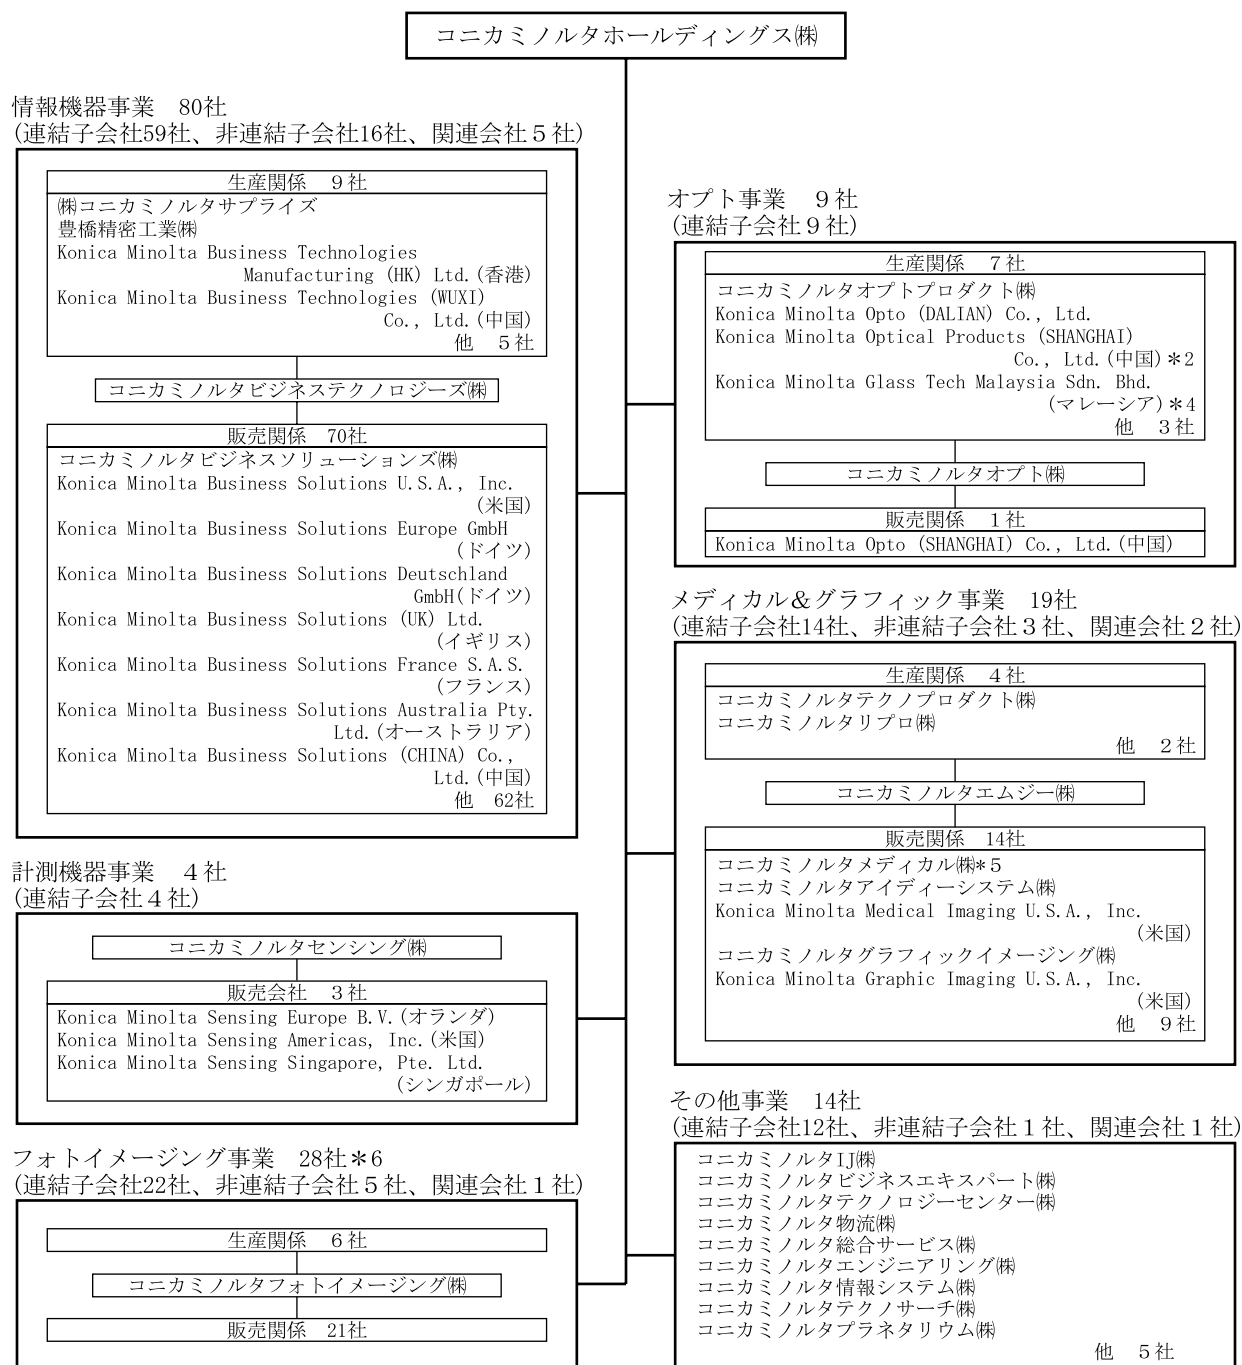 コニカミノルタホールディングス㈱
情報機器事業　80社
(連結子会社59社、非連結子会社16社、関連会社５社)
生産関係　９社
㈱コニカミノルタサプライズ
豊橋精密工業㈱
Konica Minolta Business Technologies
Manufacturing (HK) Ltd.(香港)
Konica Minolta Business Technologies (WUXI)
Co., Ltd.(中国)
他　５社
コニカミノルタビジネステクノロジーズ㈱
販売関係　70社
コニカミノルタビジネスソリューションズ㈱
Konica Minolta Business Solutions U.S.A., Inc.
(米国)
Konica Minolta Business Solutions Europe GmbH
(ドイツ)
Konica Minolta Business Solutions Deutschland
GmbH(ドイツ)
Konica Minolta Business Solutions (UK) Ltd.
(イギリス)
Konica Minolta Business Solutions France S.A.S.
(フランス)
Konica Minolta Business Solutions Australia Pty.
Ltd.(オーストラリア)
Konica Minolta Business Solutions (CHINA) Co.,
Ltd.(中国)
他　62社
計測機器事業　４社
(連結子会社４社)
コニカミノルタセンシング㈱
販売会社　３社
Konica Minolta Sensing Europe B.V.(オランダ)
Konica Minolta Sensing Americas, Inc.(米国)
Konica Minolta Sensing Singapore, Pte. Ltd.
(シンガポール)
フォトイメージング事業　28社＊6
(連結子会社22社、非連結子会社５社、関連会社１社)
生産関係　６社
コニカミノルタフォトイメージング㈱
販売関係　21社
オプト事業　９社
(連結子会社９社)
生産関係　７社
コニカミノルタオプトプロダクト㈱
Konica Minolta Opto (DALIAN) Co., Ltd.
Konica Minolta Optical Products (SHANGHAI)
Co., Ltd.(中国)＊2
Konica Minolta Glass Tech Malaysia Sdn. Bhd.
(マレーシア)＊4
他　３社
コニカミノルタオプト㈱
販売関係　１社
Konica Minolta Opto (SHANGHAI) Co., Ltd.(中国)
メディカル＆グラフィック事業　19社
(連結子会社14社、非連結子会社３社、関連会社２社)
生産関係　４社
コニカミノルタテクノプロダクト㈱
コニカミノルタリプロ㈱
他　２社
コニカミノルタエムジー㈱
販売関係　14社
コニカミノルタメディカル㈱*５
コニカミノルタアイディーシステム㈱
Konica Minolta Medical Imaging U.S.A., Inc.
(米国)
コニカミノルタグラフィックイメージング㈱
Konica Minolta Graphic Imaging U.S.A., Inc.
(米国)
他　９社
その他事業　14社
(連結子会社12社、非連結子会社１社、関連会社１社)
コニカミノルタIJ㈱
コニカミノルタビジネスエキスパート㈱
コニカミノルタテクノロジーセンター㈱
コニカミノルタ物流㈱
コニカミノルタ総合サービス㈱
コニカミノルタエンジニアリング㈱
コニカミノルタ情報システム㈱
コニカミノルタテクノサーチ㈱
コニカミノルタプラネタリウム㈱
他　５社